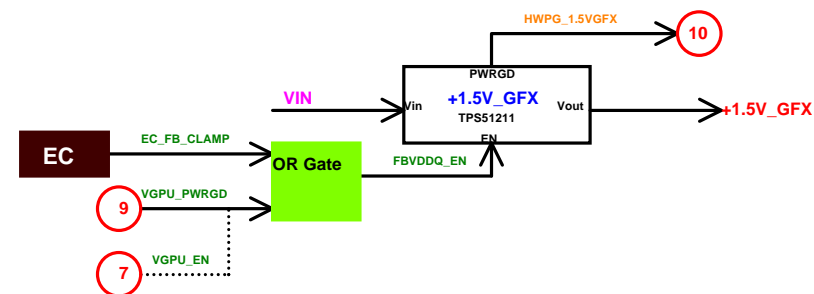 HWPG_1.5VGFX
10
PWRGD
VIN
Vin
+1.5V_GFX
Vout
+1.5V_GFX
TPS51211
EN
EC
EC_FB_CLAMP
OR Gate
FBVDDQ_EN
9
VGPU_PWRGD
7
VGPU_EN